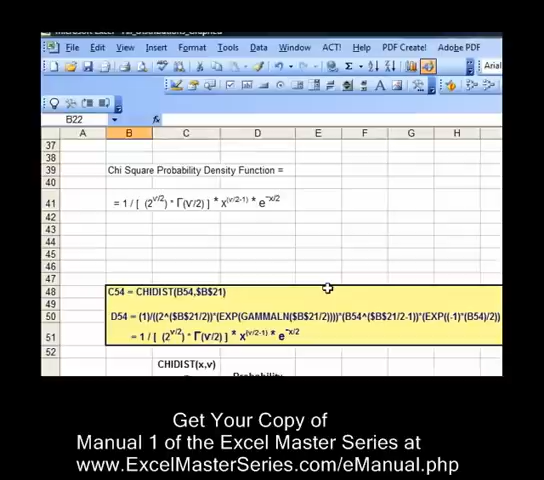 File Edit View Insert Format Tools Data Window ACT! Help PDF Create! Adobe PDF
Arial
B22 fx
A B C D E F G H
37
38
39 Chi Square Probability Density Function =
40
41 = 1 / [ (2^v/2) * Γ(v/2) ] * x^(v/2-1) * e^-x/2
42
43
44
45
46
47
48 C54 = CHIDIST(B54,$B$21)
49
50 D54 = (1)/((2^($B$21/2))*(EXP(GAMMALN($B$21/2))))*(B54^($B$21/2-1))*(EXP((-1)*(B54)/2))
51 = 1 / [ (2^v/2) * Γ(v/2) ] * x^(v/2-1) * e^-x/2
52
CHIDIST(x,v)
Get Your Copy of
Manual 1 of the Excel Master Series at
www.ExcelMasterSeries.com/eManual.php